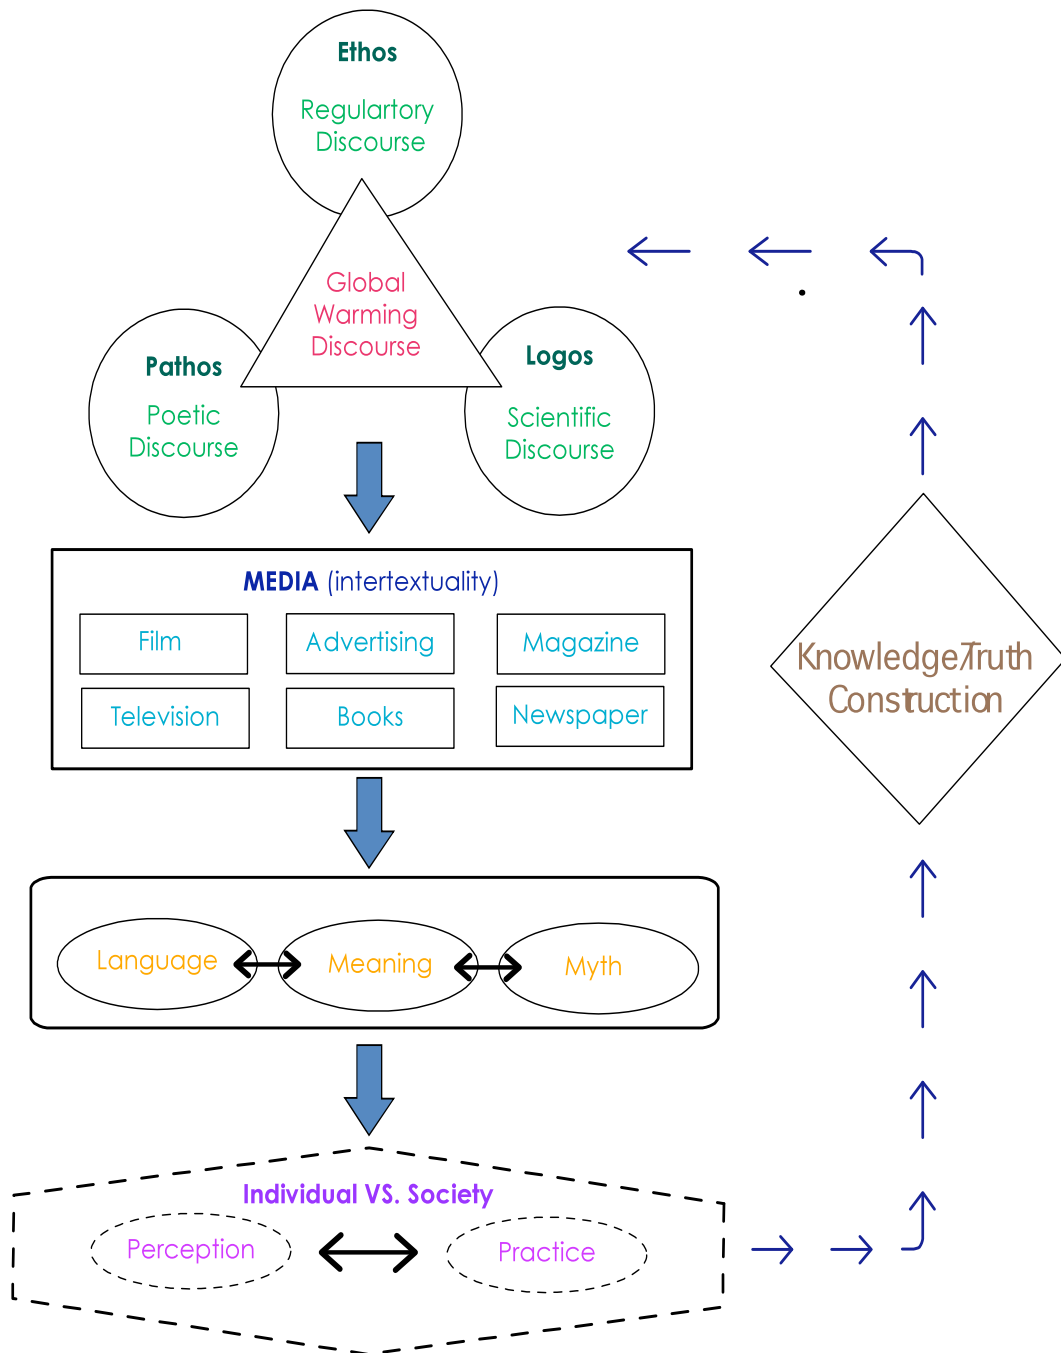 Ethos
Regulartory
Discourse
Global
Warming
Discourse
Pathos
Poetic
Discourse
Logos
Scientific
Discourse
MEDIA (intertextuality)
Film
Advertising
Magazine
Television
Books
Newspaper
Knowledge/Truth
Construction
Language
Meaning
Myth
Individual VS. Society
Perception
Practice